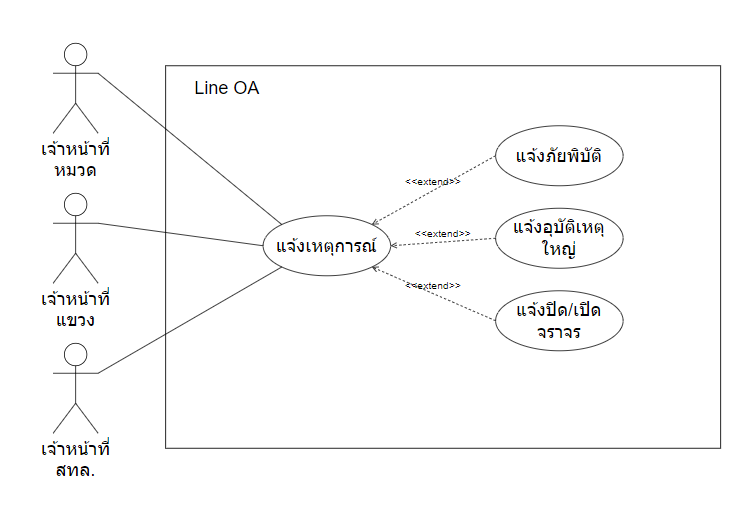 Line OA
เจ้าหน้าที่
หมวด
แจ้งภัยพิบัติ
<<extend>>
แจ้งเหตุการณ์
<<extend>>
แจ้งอุบัติเหตุ
ใหญ่
<<extend>>
แจ้งปิด/เปิด
จราจร
เจ้าหน้าที่
แขวง
เจ้าหน้าที่
สทล.